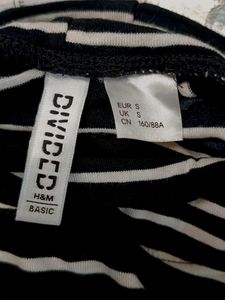 DIVIDED
H&M
BASIC
EUR S
UK S
CN 160/88A